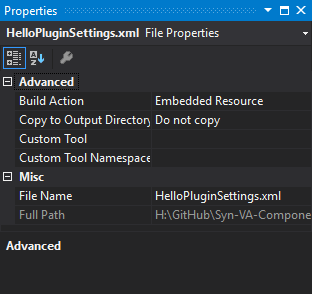 Properties
HelloPluginSettings.xml File Properties
Advanced
Build Action Embedded Resource
Copy to Output Directory Do not copy
Custom Tool
Custom Tool Namespace
Misc
File Name HelloPluginSettings.xml
Full Path H:\GitHub\Syn-VA-Compone
Advanced